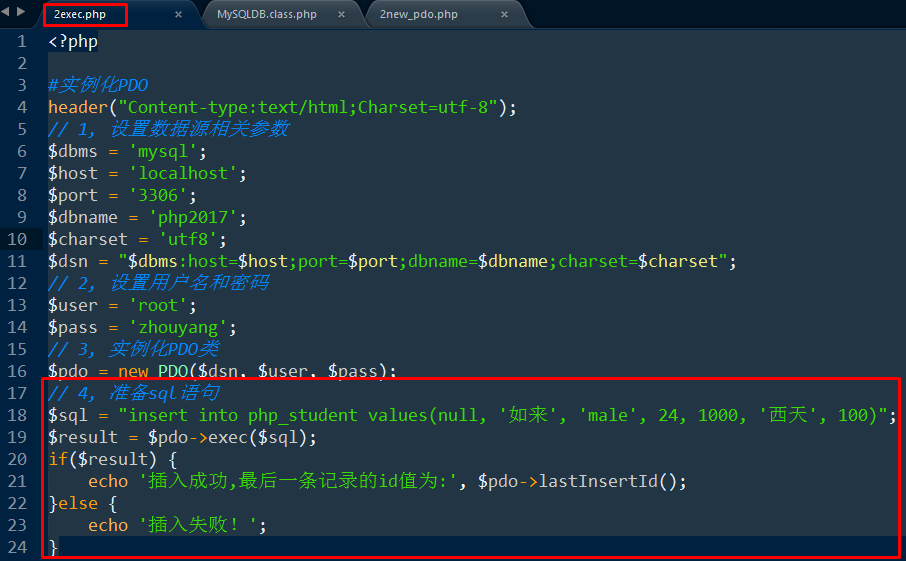 2exec.php × MySQLDB.class.php × 2new_pdo.php ×
1 <?php
2
3 #实例化PDO
4 header("Content-type:text/html;Charset=utf-8");
5 // 1, 设置数据源相关参数
6 $dbms = 'mysql';
7 $host = 'localhost';
8 $port = '3306';
9 $dbname = 'php2017';
10 $charset = 'utf8';
11 $dsn = "$dbms:host=$host;port=$port;dbname=$dbname;charset=$charset";
12 // 2, 设置用户名和密码
13 $user = 'root';
14 $pass = 'zhouyang';
15 // 3, 实例化PDO类
16 $pdo = new PDO($dsn, $user, $pass);
17 // 4, 准备sql语句
18 $sql = "insert into php_student values(null, '如来', 'male', 24, 1000, '西天', 100)";
19 $result = $pdo->exec($sql);
20 if($result) {
21     echo '插入成功,最后一条记录的id值为:', $pdo->lastInsertId();
22 }else {
23     echo '插入失败！';
24 }